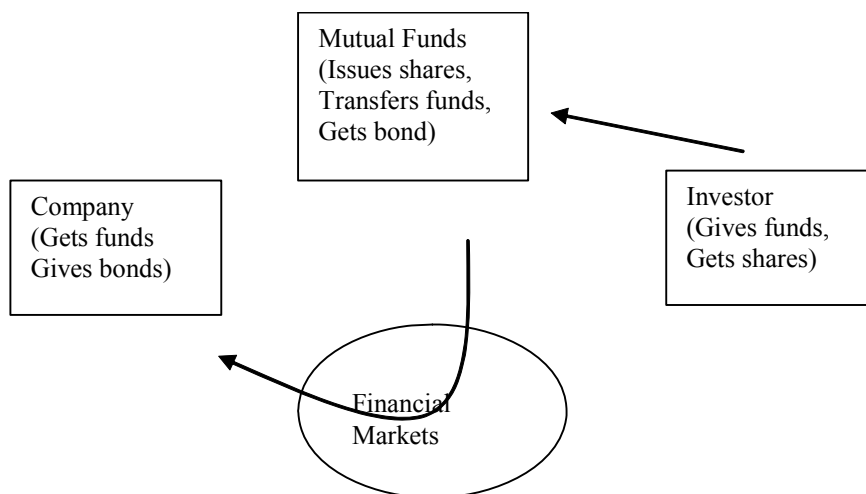 Mutual Funds
(Issues shares,
Transfers funds,
Gets bond)
Company
(Gets funds
Gives bonds)
Investor
(Gives funds,
Gets shares)
Financial
Markets